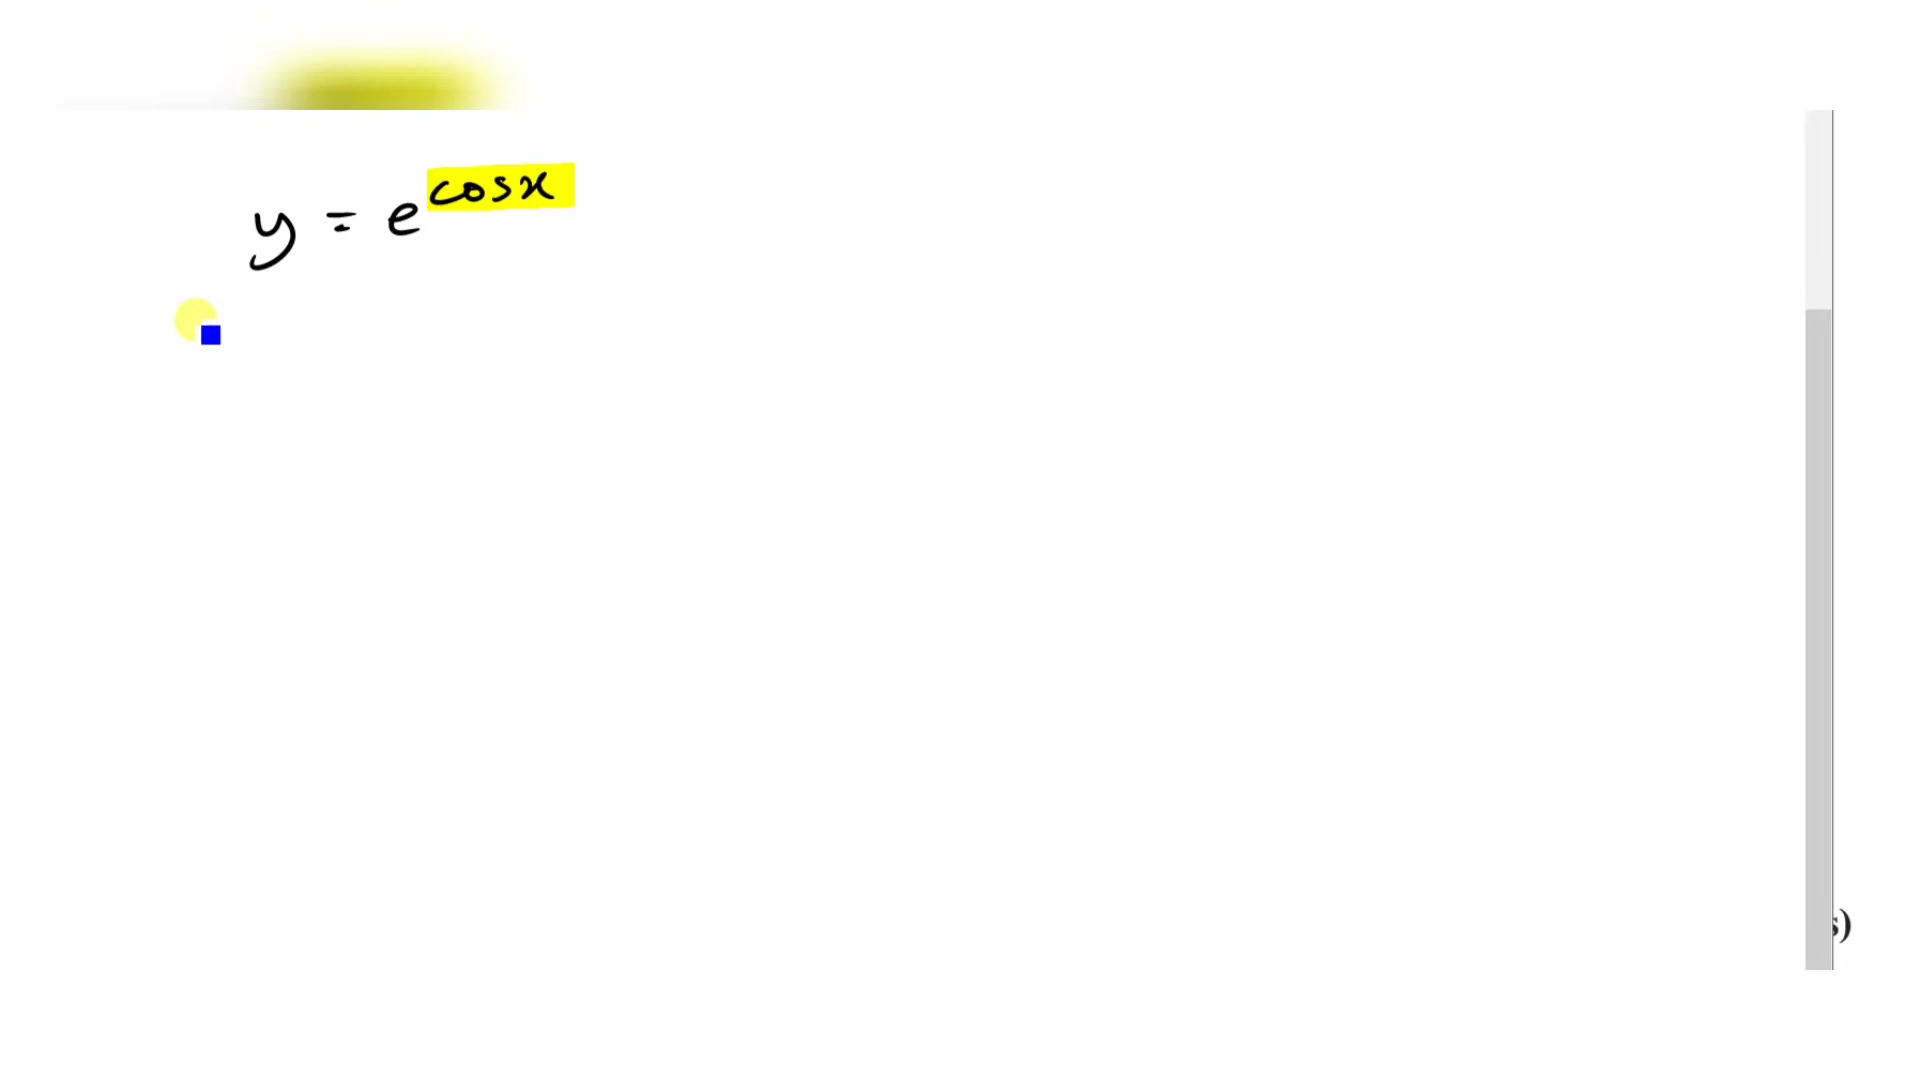 y = e^cosx
s)